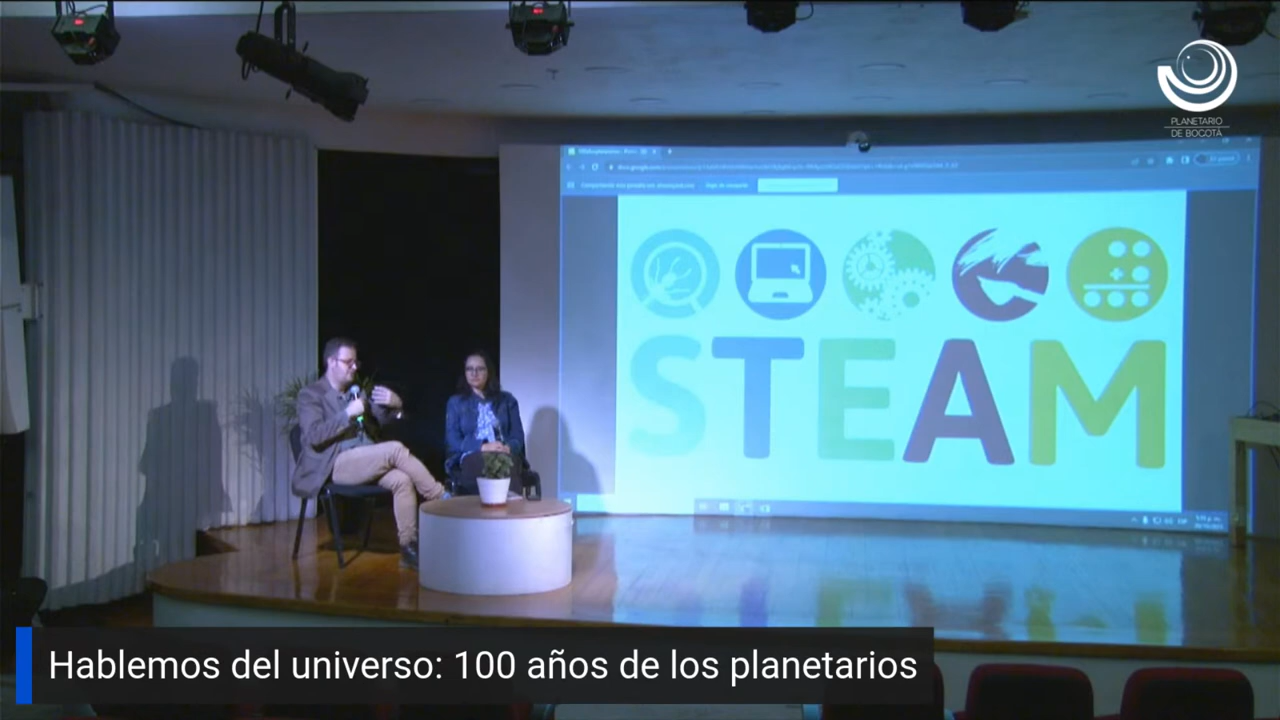 PLANETARIO
DE BOGOTÁ
STEAM
Hablemos del universo: 100 años de los planetarios